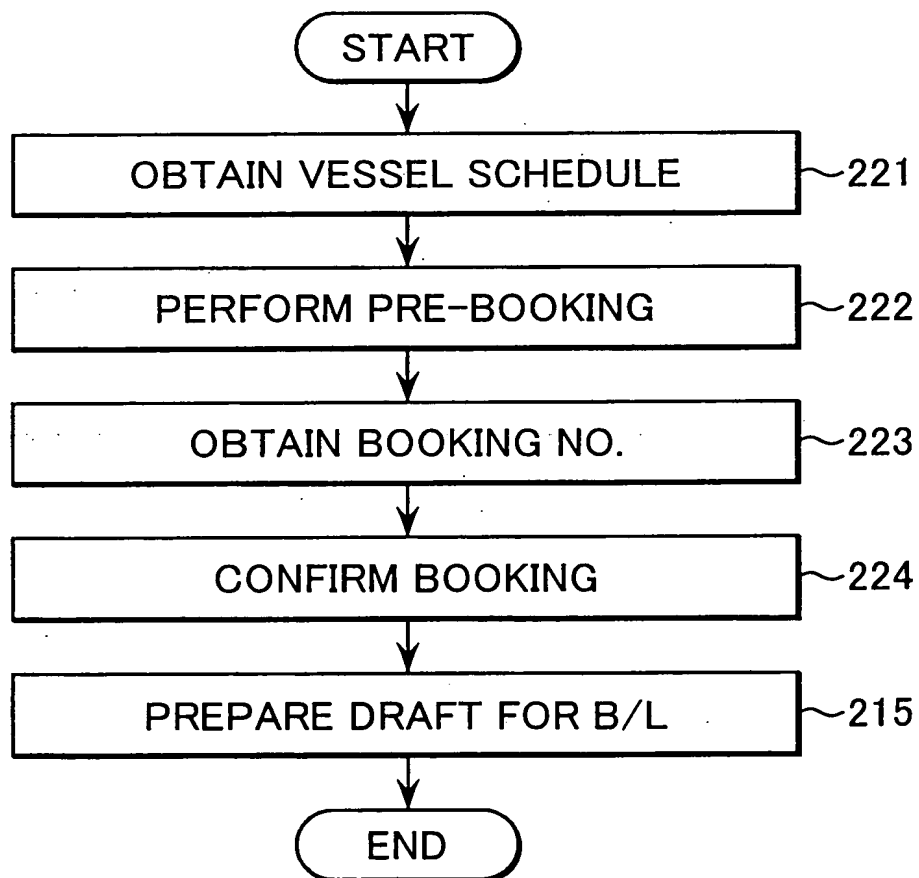 START
OBTAIN VESSEL SCHEDULE 221
PERFORM PRE-BOOKING 222
OBTAIN BOOKING NO. 223
CONFIRM BOOKING 224
PREPARE DRAFT FOR B/L 215
END